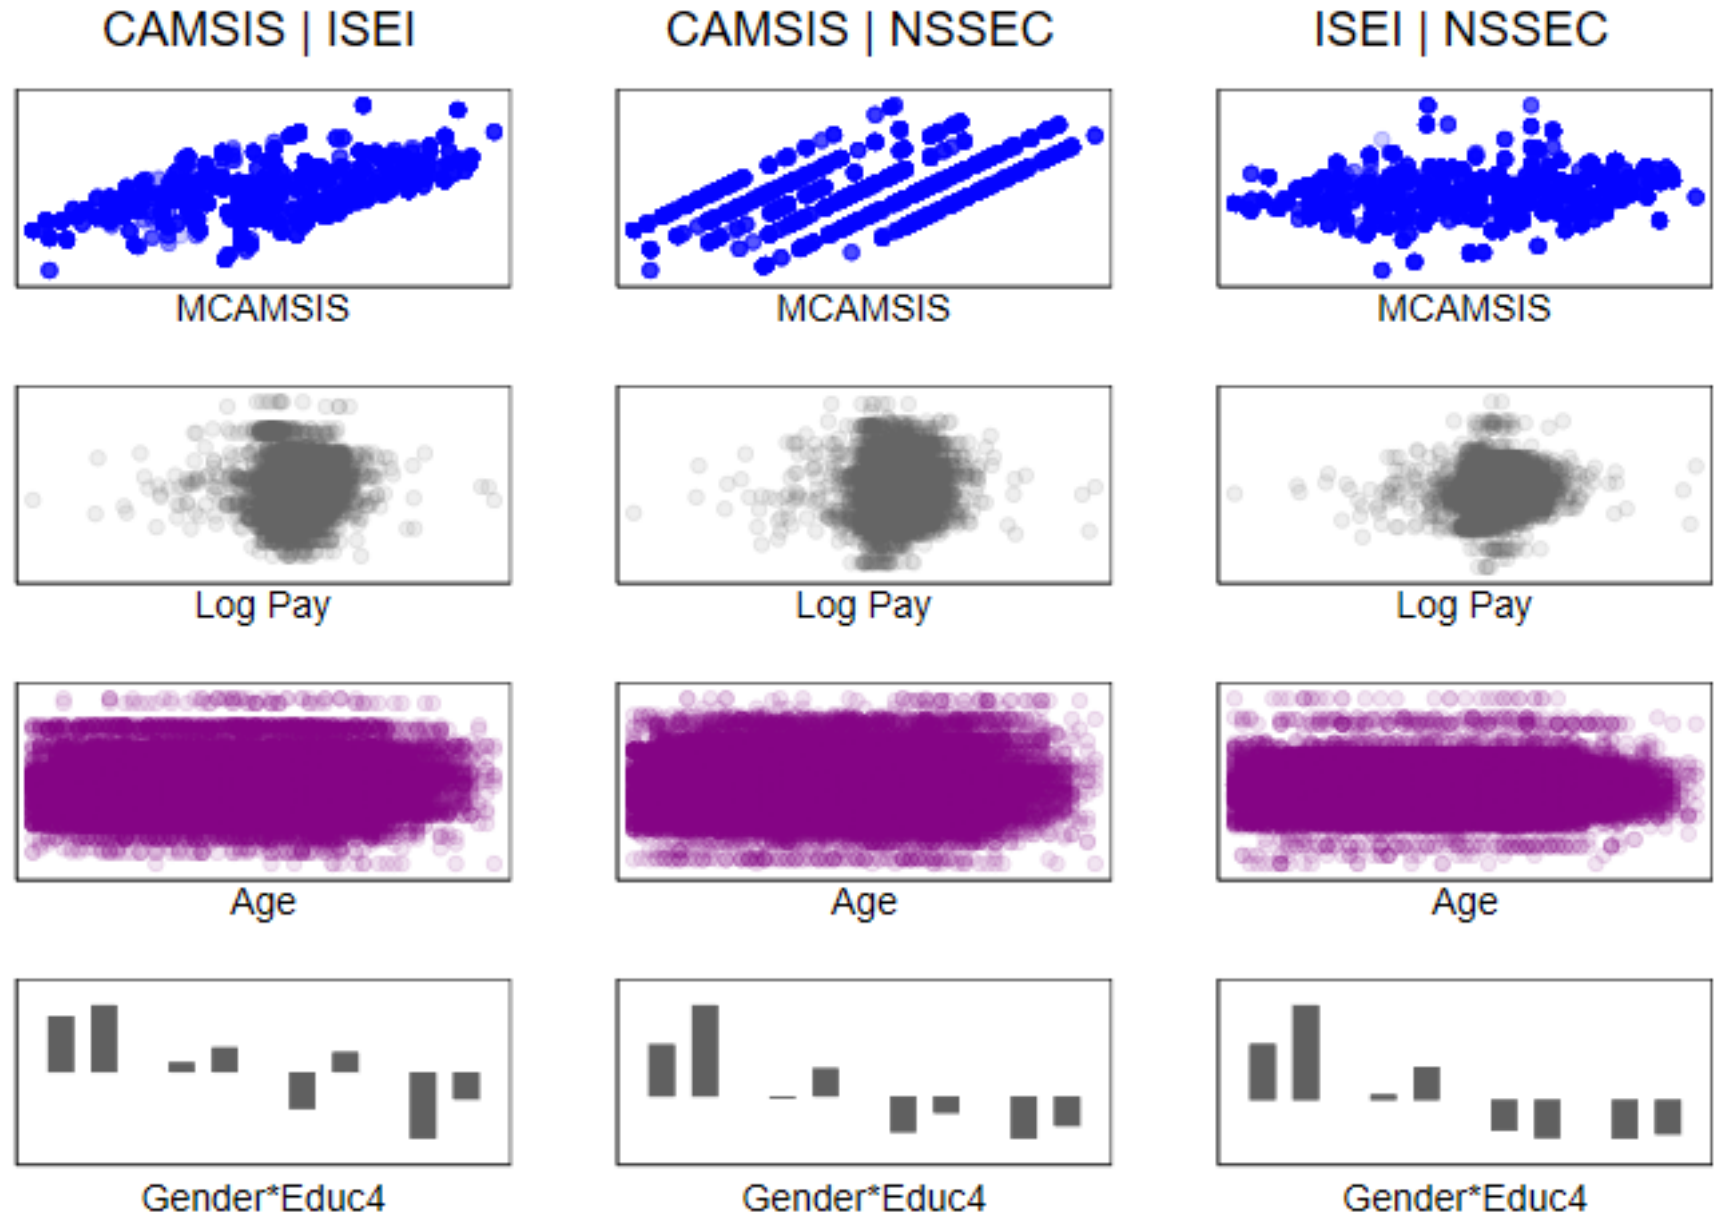 CAMSIS | ISEI
CAMSIS | NSSEC
ISEI | NSSEC
MCAMSIS
MCAMSIS
MCAMSIS
Log Pay
Log Pay
Log Pay
Age
Age
Age
Gender*Educ4
Gender*Educ4
Gender*Educ4